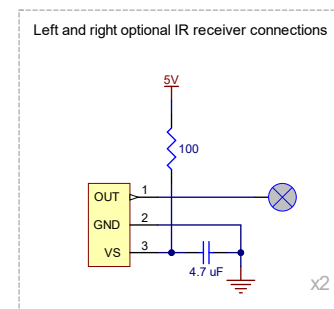 Left and right optional IR receiver connections
5V
100
OUT 1
GND 2
VS 3
4.7 uF
x2